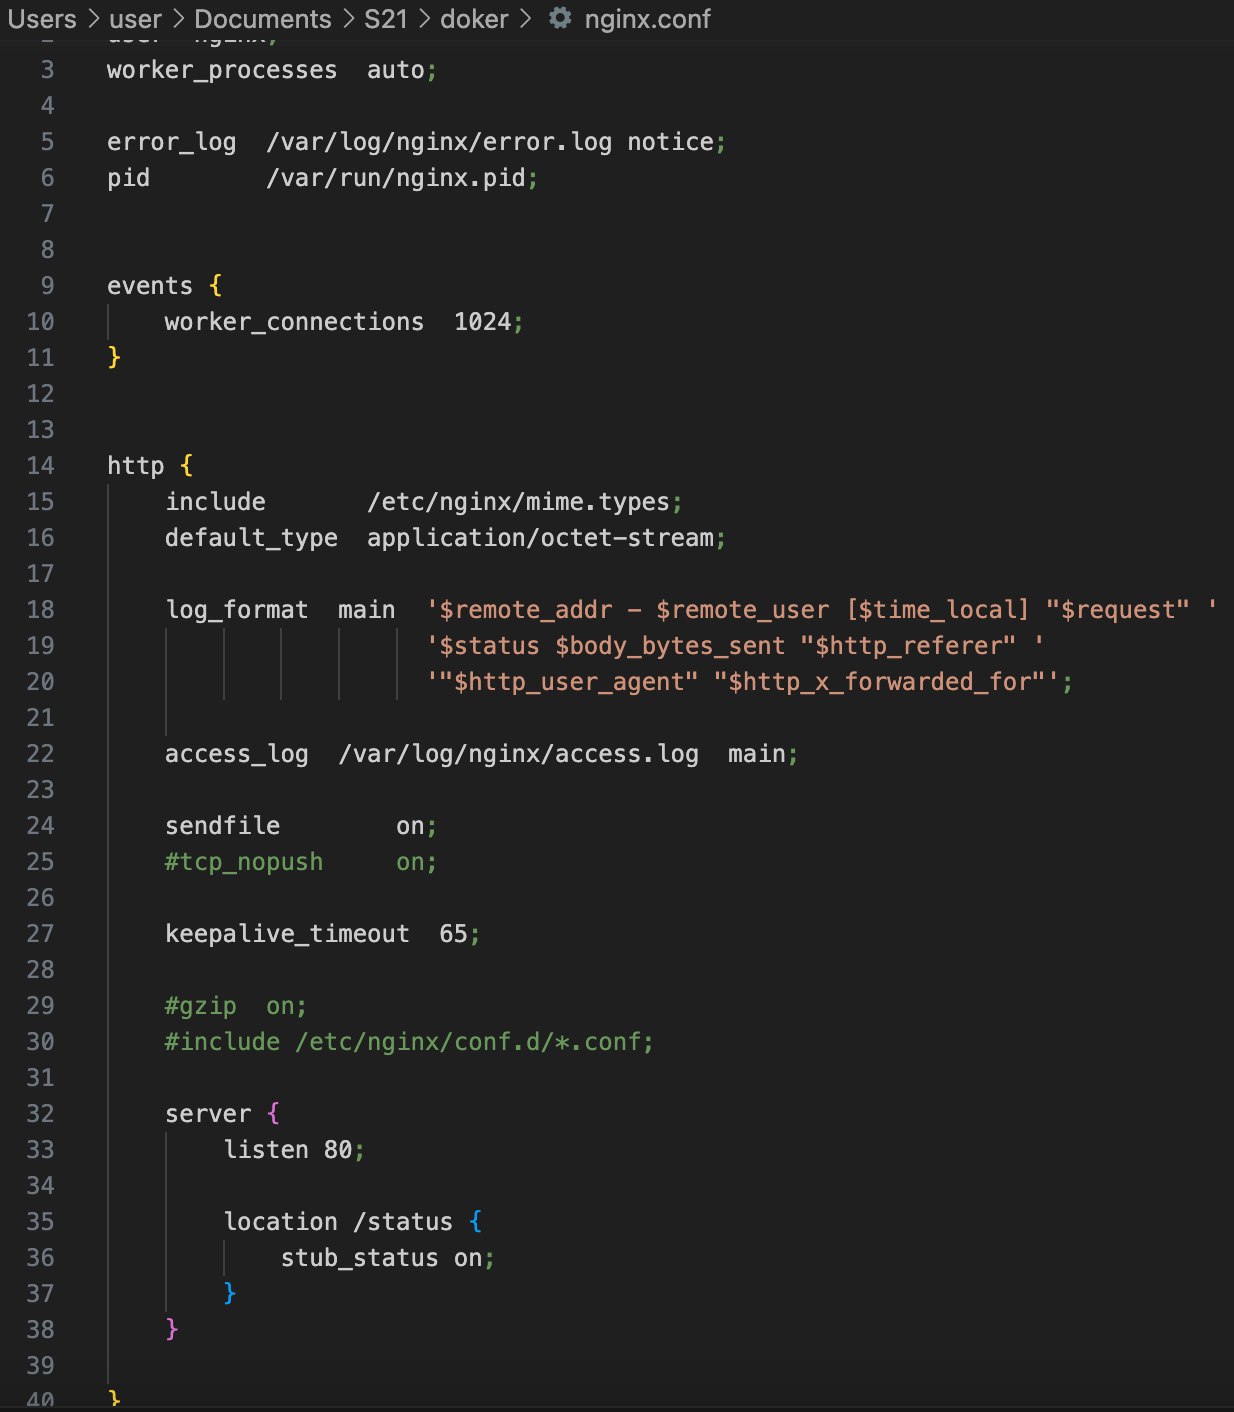 Users > user > Documents > S21 > doker > nginx.conf
2 user nginx;
3 worker_processes  auto;
4
5 error_log  /var/log/nginx/error.log notice;
6 pid        /var/run/nginx.pid;
7
8
9 events {
10     worker_connections  1024;
11 }
12
13
14 http {
15     include       /etc/nginx/mime.types;
16     default_type  application/octet-stream;
17
18     log_format  main  '$remote_addr - $remote_user [$time_local] "$request" '
19                       '$status $body_bytes_sent "$http_referer" '
20                       '"$http_user_agent" "$http_x_forwarded_for"';
21
22     access_log  /var/log/nginx/access.log  main;
23
24     sendfile        on;
25     #tcp_nopush     on;
26
27     keepalive_timeout  65;
28
29     #gzip  on;
30     #include /etc/nginx/conf.d/*.conf;
31
32     server {
33         listen 80;
34
35         location /status {
36             stub_status on;
37         }
38     }
39
40 }